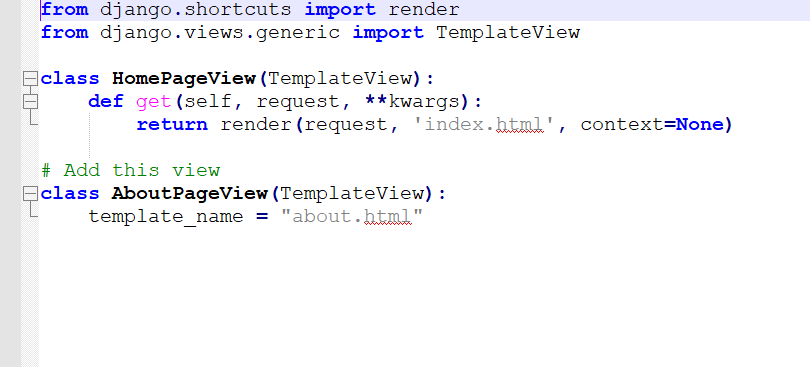 from django.shortcuts import render
from django.views.generic import TemplateView
class HomePageView(TemplateView):
def get(self, request, **kwargs):
return render(request, 'index.html', context=None)
# Add this view
class AboutPageView(TemplateView):
template_name = "about.html"